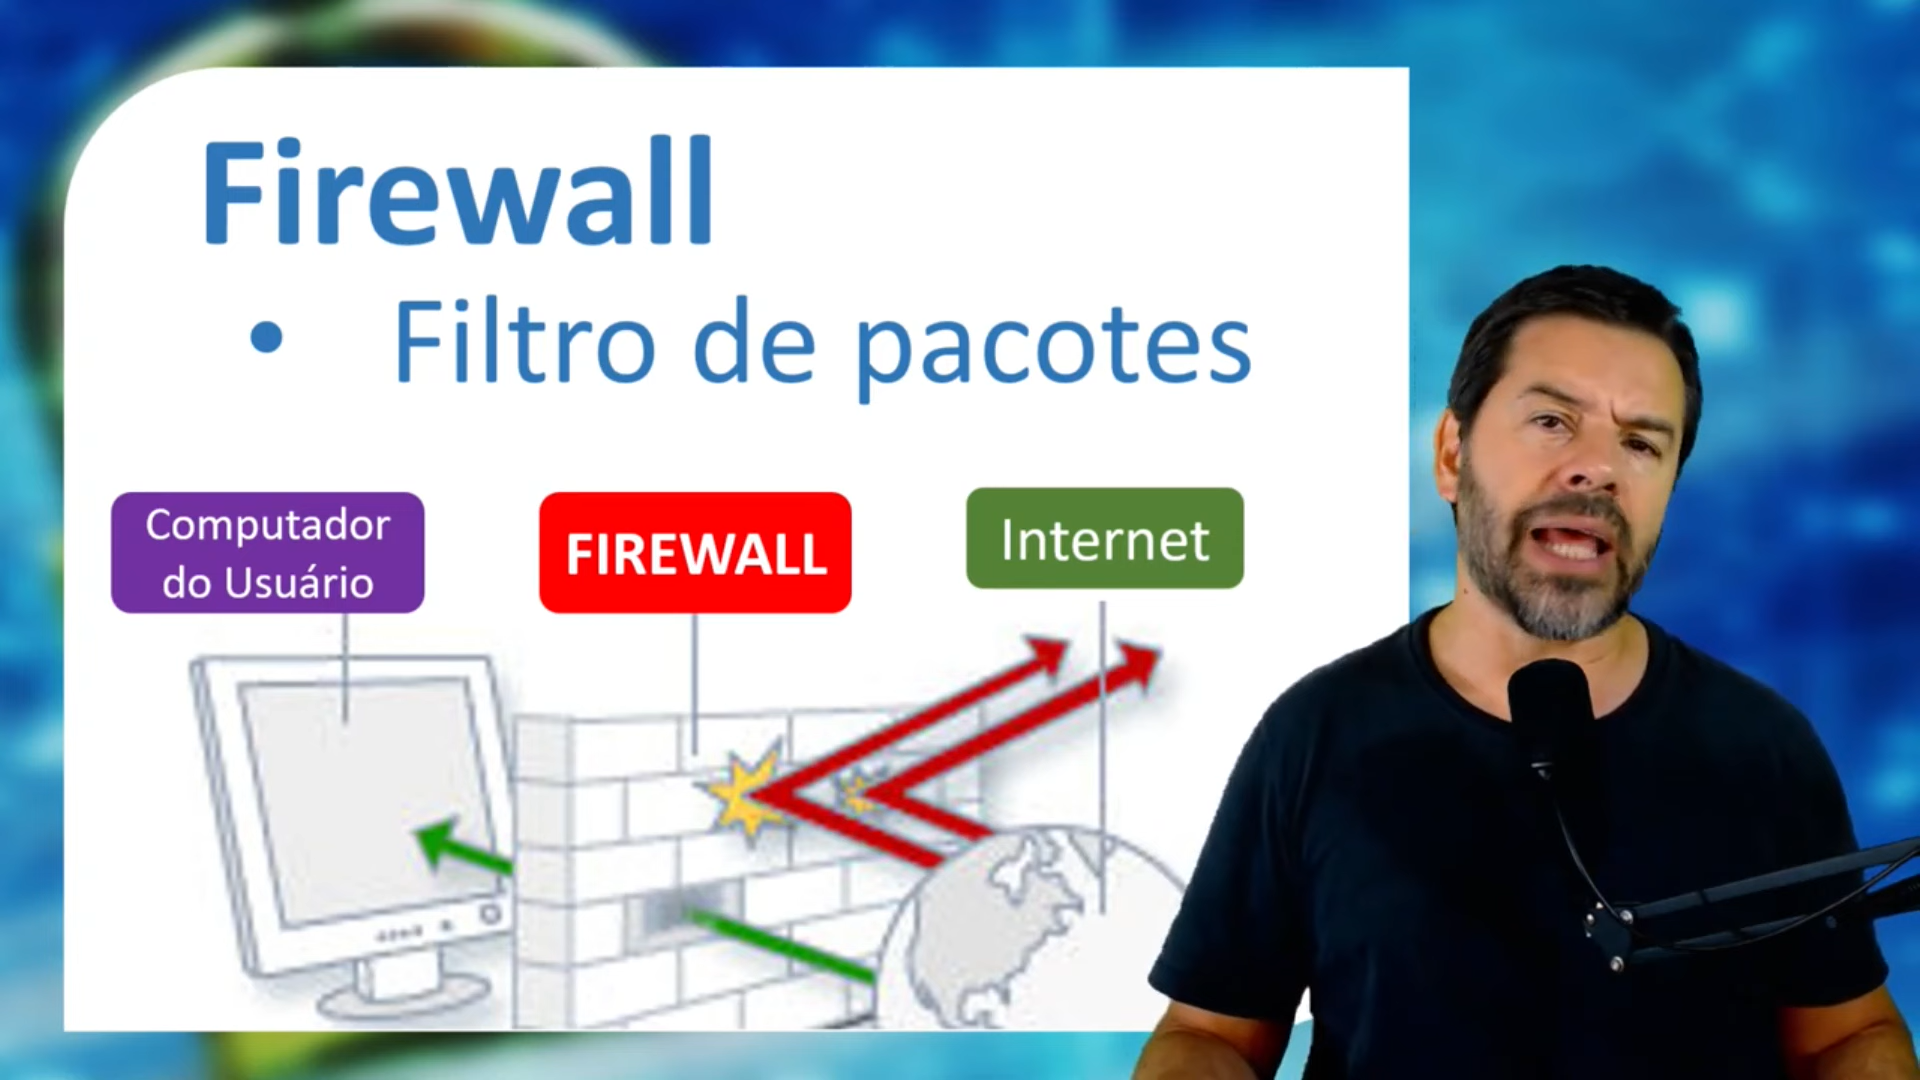 Firewall
• Filtro de pacotes
Computador
do Usuário
FIREWALL
Internet